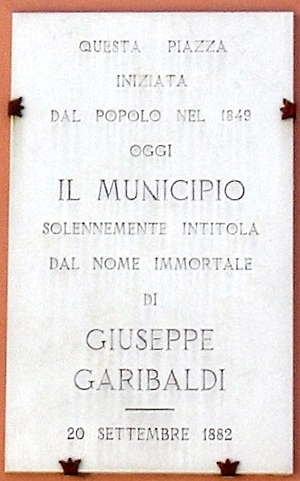 QUESTA PIAZZA
INIZIATA
DAL POPOLO NEL 1849
OGGI
IL MUNICIPIO
SOLENNEMENTE INTITOLA
DAL NOME IMMORTALE
DI
GIUSEPPE
GARIBALDI
20 SETTEMBRE 1882